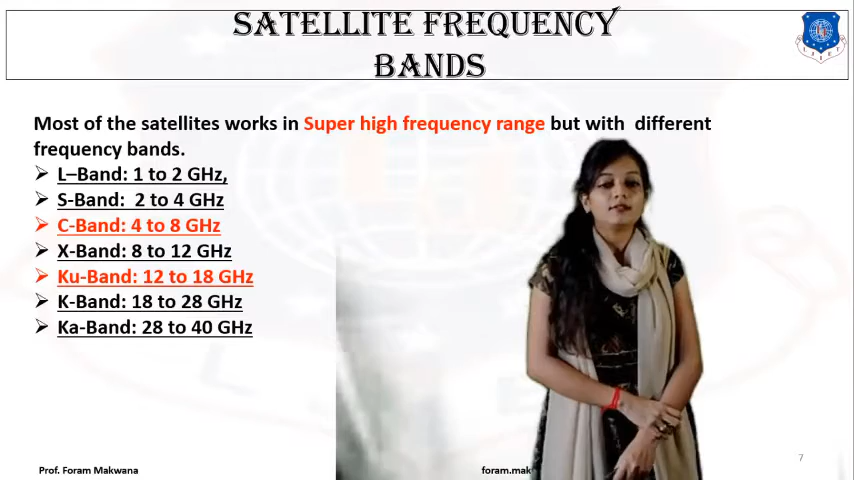 SATELLITE FREQUENCY
BANDS
Most of the satellites works in Super high frequency range but with different
frequency bands.
L–Band: 1 to 2 GHz,
S-Band: 2 to 4 GHz
C-Band: 4 to 8 GHz
X-Band: 8 to 12 GHz
Ku-Band: 12 to 18 GHz
K-Band: 18 to 28 GHz
Ka-Band: 28 to 40 GHz
7
Prof. Foram Makwana
foram.mak